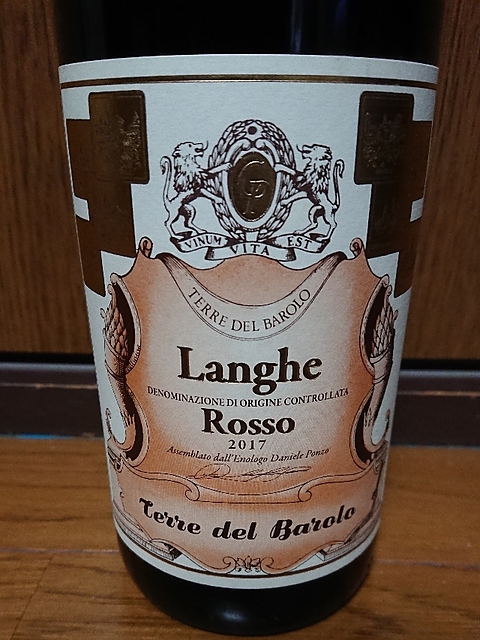 VINUM VITA EST
TERRE DEL BAROLO
Langhe
DENOMINAZIONE DI ORIGINE CONTROLLATA
Rosso
2017
Assemblato dall'Enologo Daniele Ponzo
Terre del Barolo